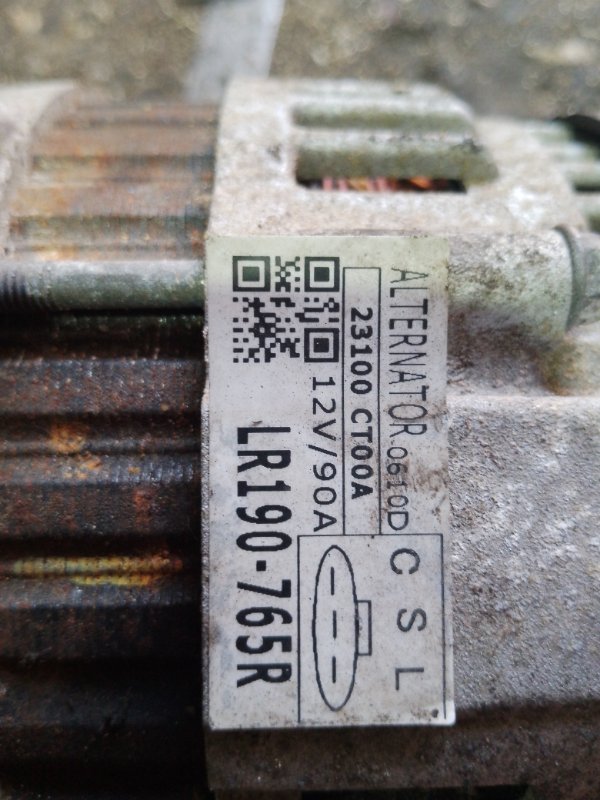 ALTERNATOR 0610D
23100 CT00A
12V/90A
LR190-765R
C S L